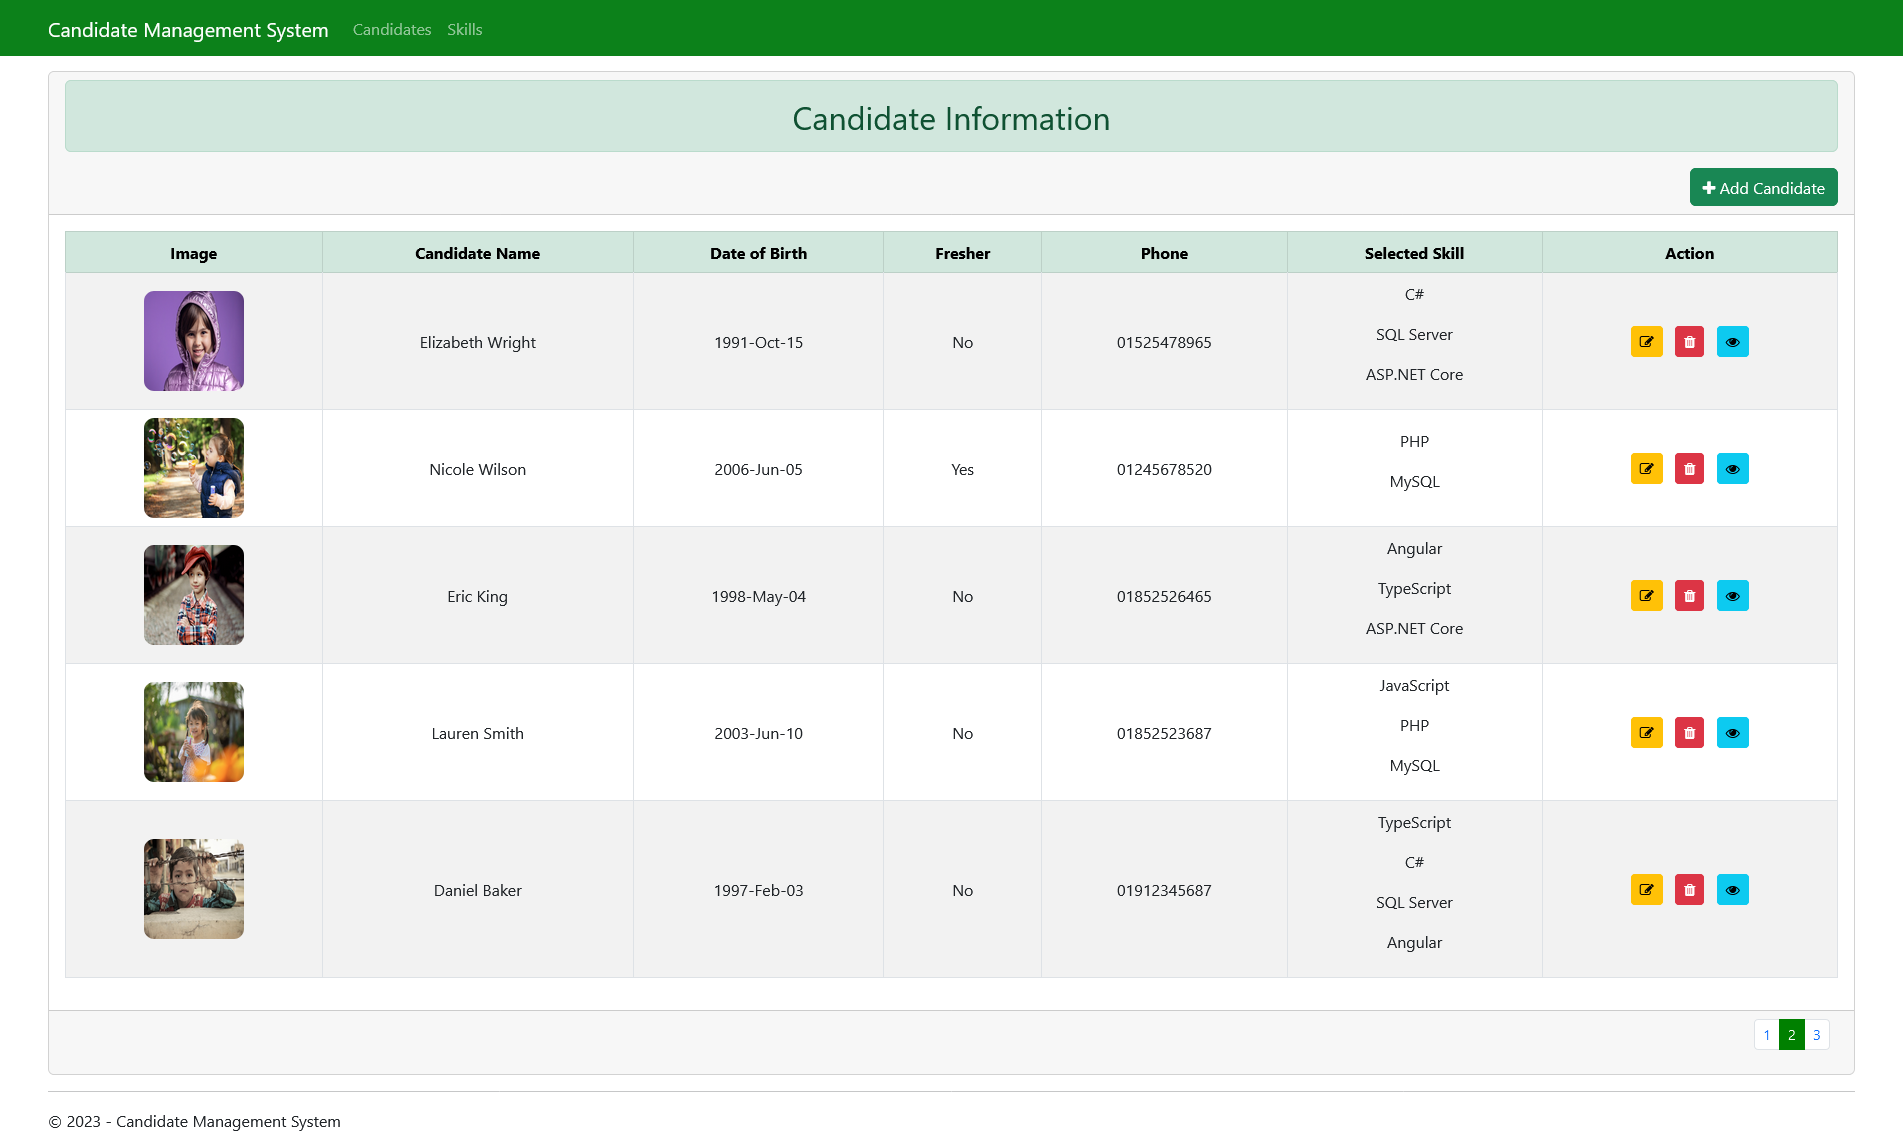 Candidate Management System Candidates Skills
Candidate Information
Add Candidate
Image Candidate Name Date of Birth Fresher Phone Selected Skill Action
Elizabeth Wright 1991-Oct-15 No 01525478965
C#
SQL Server
ASP.NET Core
Nicole Wilson 2006-Jun-05 Yes 01245678520
PHP
MySQL
Eric King 1998-May-04 No 01852526465
Angular
TypeScript
ASP.NET Core
Lauren Smith 2003-Jun-10 No 01852523687
JavaScript
PHP
MySQL
Daniel Baker 1997-Feb-03 No 01912345687
TypeScript
C#
SQL Server
Angular
1 2 3
© 2023 - Candidate Management System